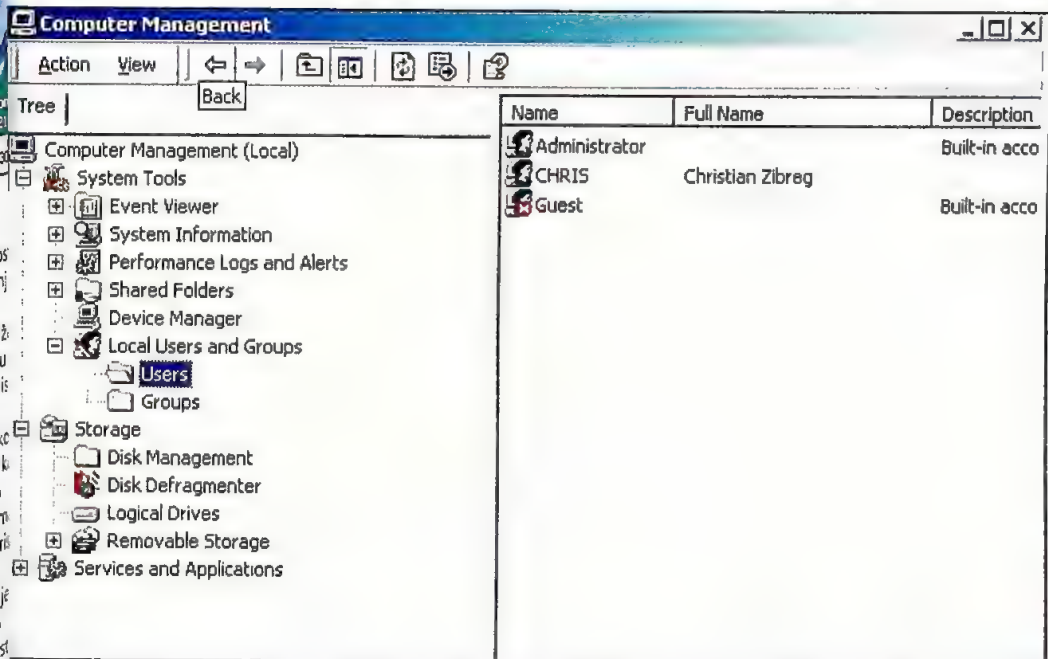 Computer Management
Action View
Back
Tree
Name Full Name Description
Computer Management (Local)
System Tools
Event Viewer
System Information
Performance Logs and Alerts
Shared Folders
Device Manager
Local Users and Groups
Users
Groups
Storage
Disk Management
Disk Defragmenter
Logical Drives
Removable Storage
Services and Applications
Administrator Built-in acco
CHRIS Christian Zibreg
Guest Built-in acco